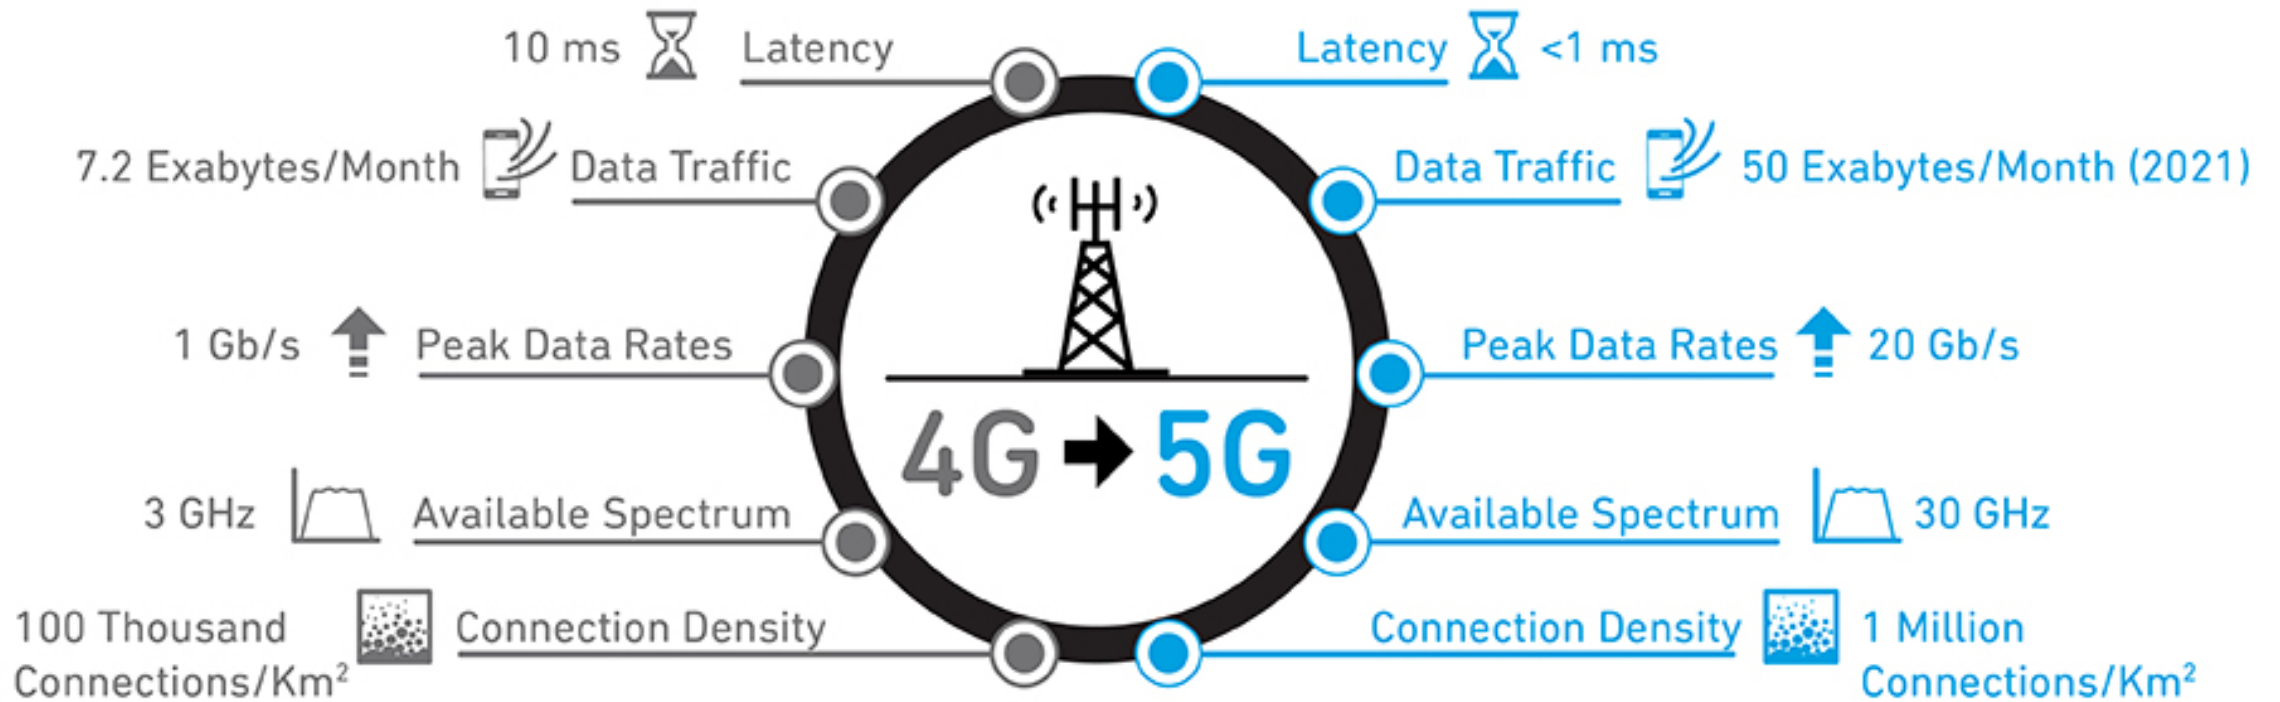 10 ms Latency
Latency <1 ms
7.2 Exabytes/Month Data Traffic
Data Traffic 50 Exabytes/Month (2021)
1 Gb/s Peak Data Rates
Peak Data Rates 20 Gb/s
4G 5G
3 GHz Available Spectrum
Available Spectrum 30 GHz
100 Thousand
Connections/Km²
Connection Density
Connection Density
1 Million
Connections/Km²